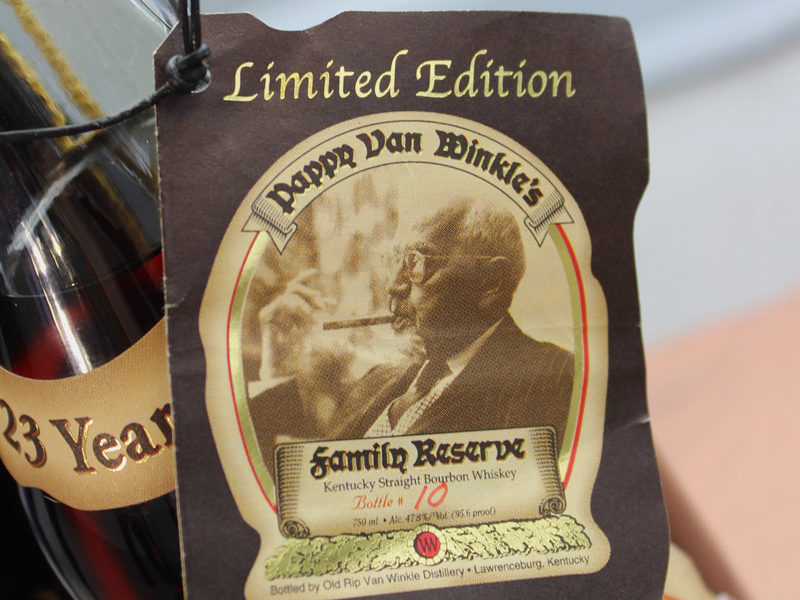 Limited Edition
Pappy Van Winkle's
23 Year
Family Reserve
Kentucky Straight Bourbon Whiskey
Bottle # 10
750 ml. • Alc. 47.8%/Vol. (95.6 proof)
W
Bottled by Old Rip Van Winkle Distillery • Lawrenceburg, Kentucky